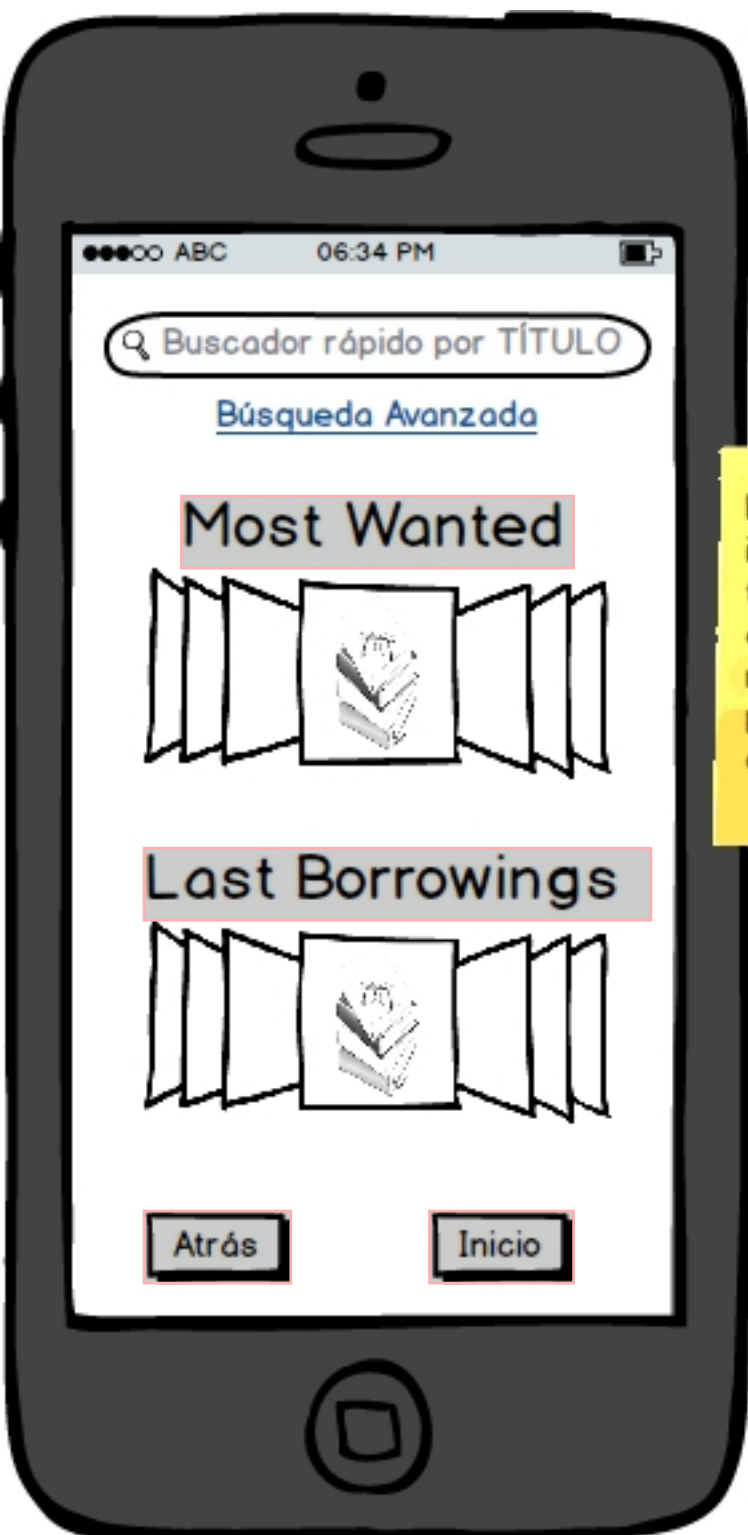 ABC 06:34 PM
Buscador rápido por TÍTULO
Búsqueda Avanzada
Most Wanted
Last Borrowings
Atrás Inicio